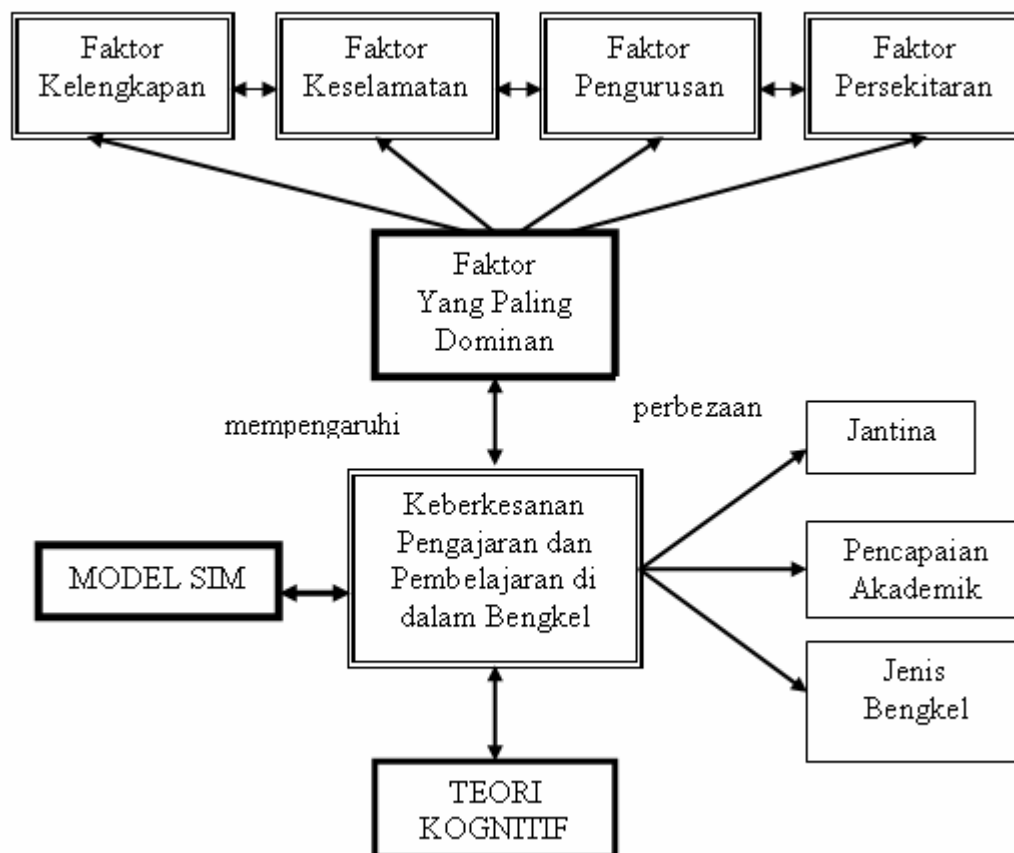 Faktor
Kelengkapan
Faktor
Keselamatan
Faktor
Pengurusan
Faktor
Persekitaran
Faktor
Yang Paling
Dominan
mempengaruhi
perbezaan
Jantina
Keberkesanan
Pengajaran dan
Pembelajaran di
dalam Bengkel
MODEL SIM
Pencapaian
Akademik
Jenis
Bengkel
TEORI
KOGNITIF